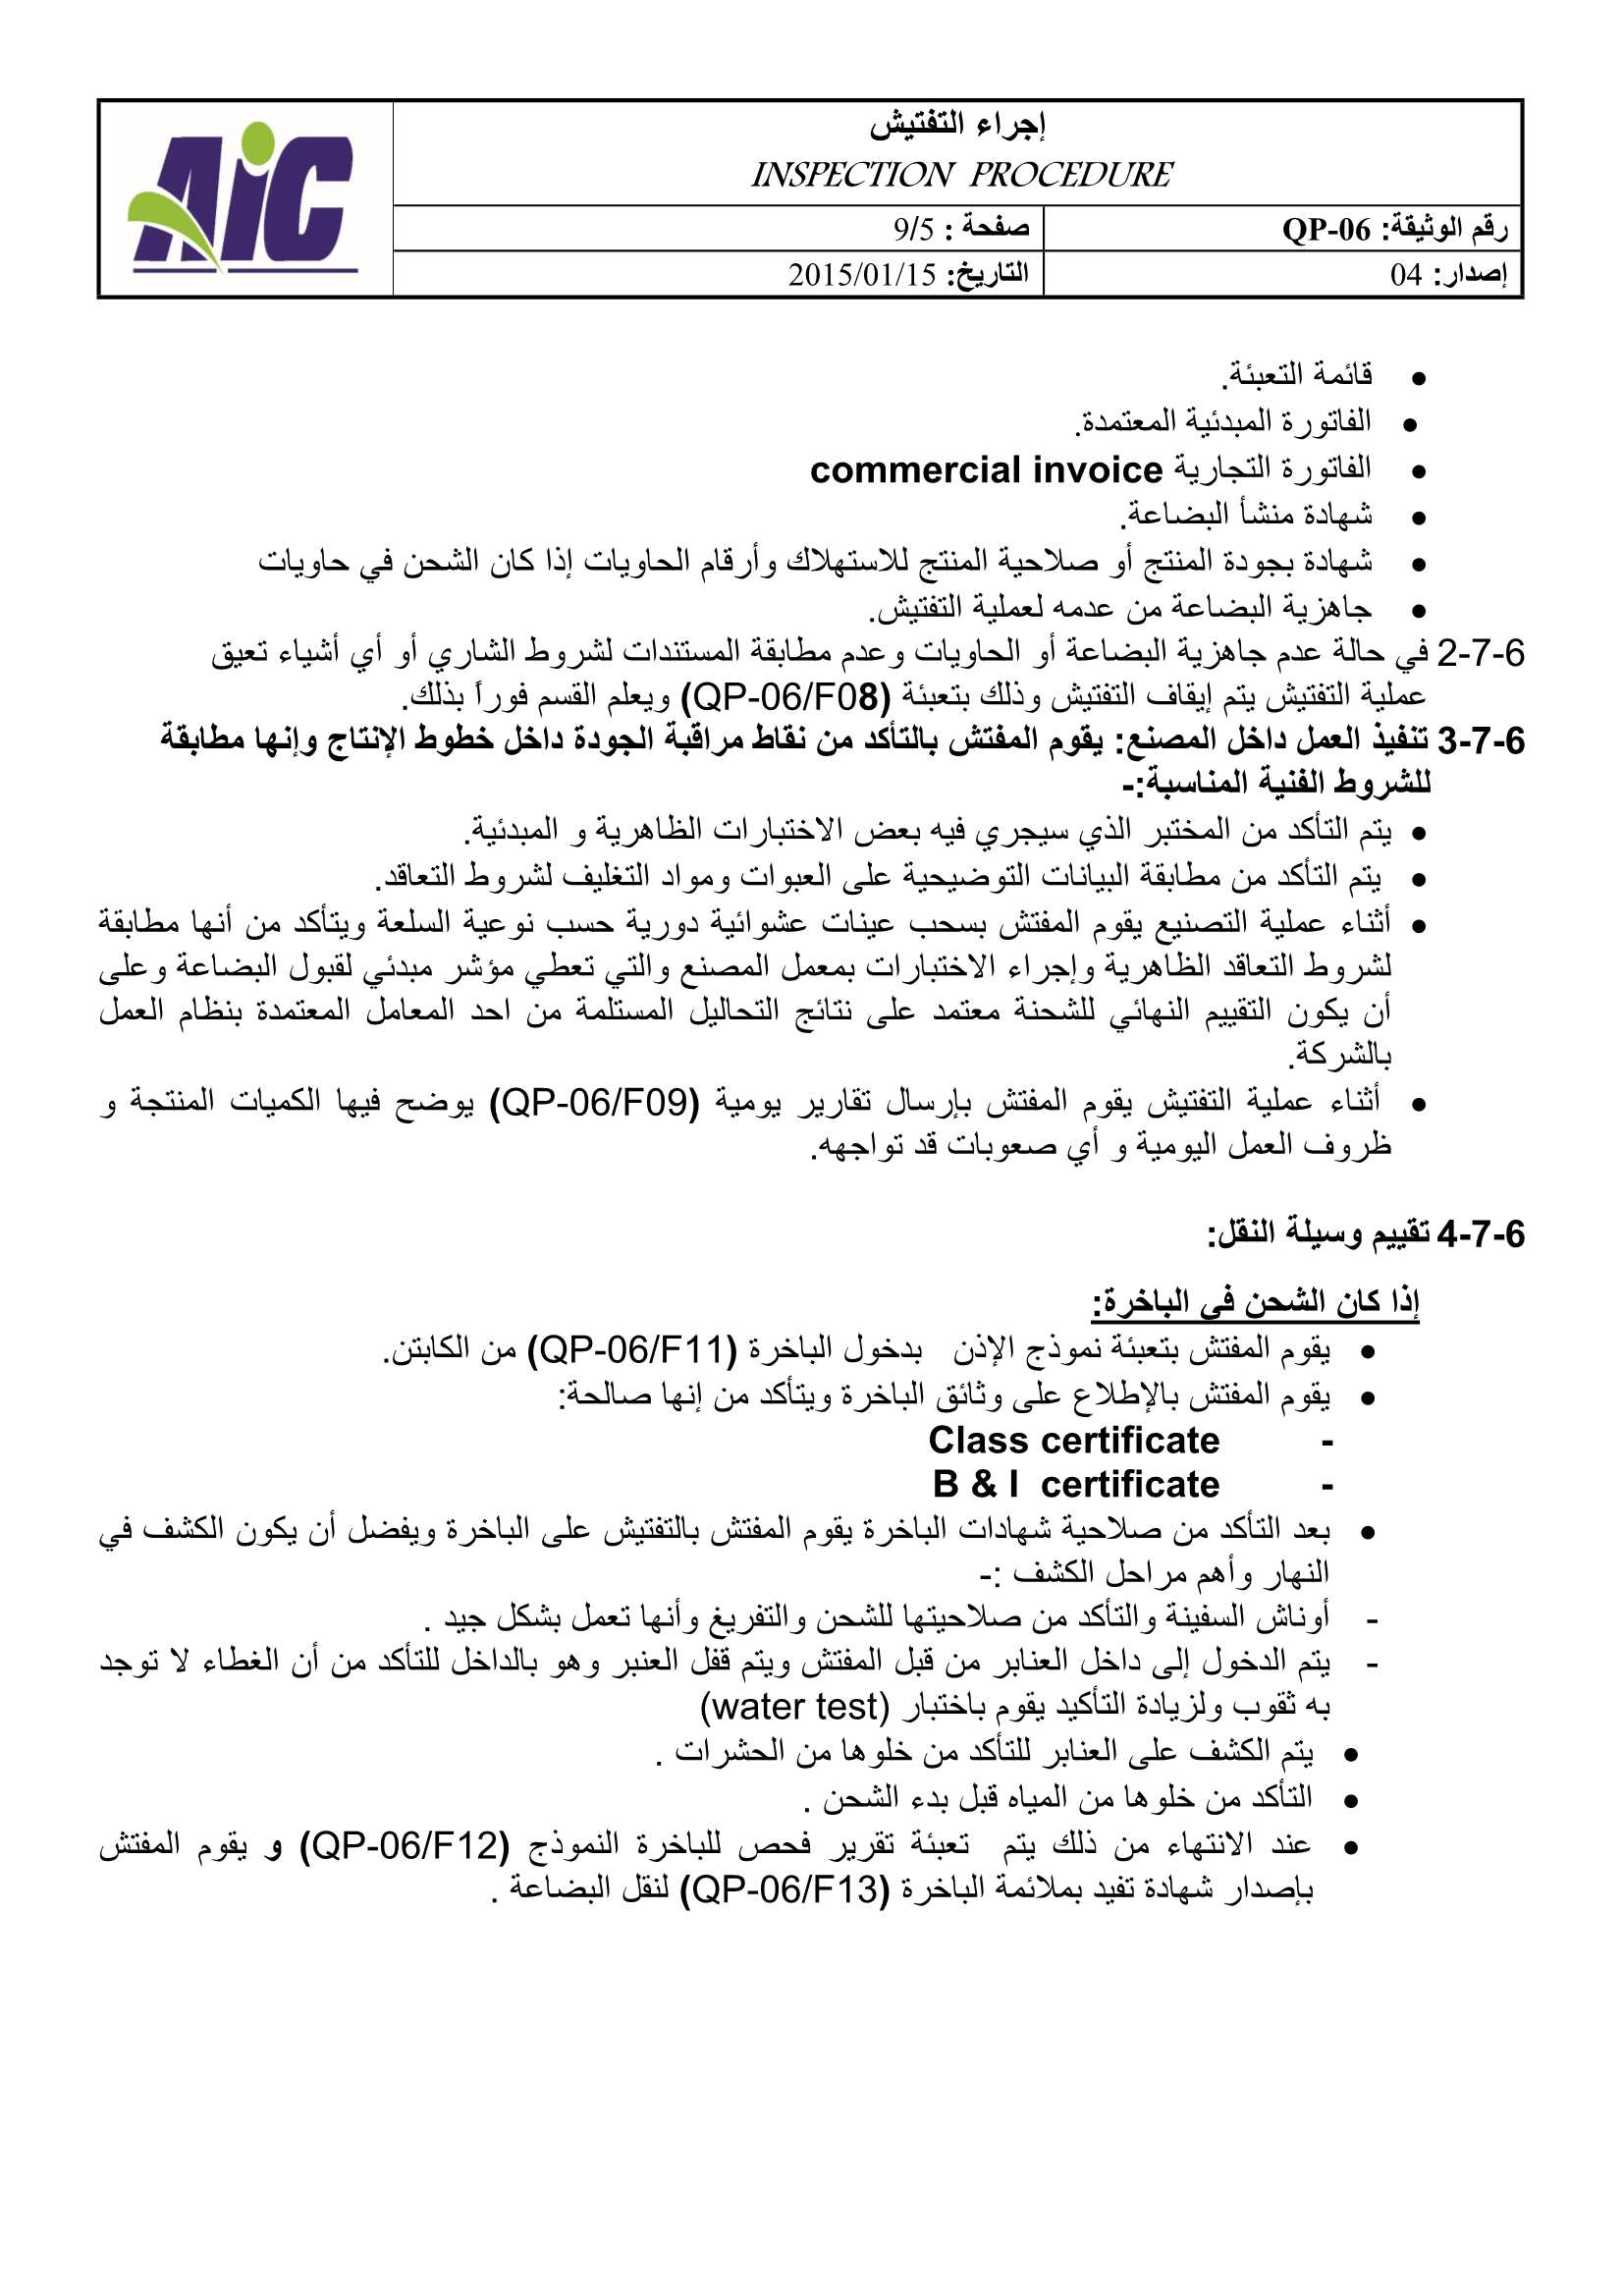 AiC
إجراء التفتيش
INSPECTION PROCEDURE
رقم الوثيقة: QP-06
صفحة : 9/5
إصدار: 04
التاريخ: 2015/01/15
• قائمة التعبئة.
• الفاتورة المبدئية المعتمدة.
• الفاتورة التجارية commercial invoice
• شهادة منشأ البضاعة.
• شهادة بجودة المنتج أو صلاحية المنتج للاستهلاك وأرقام الحاويات إذا كان الشحن في حاويات
• جاهزية البضاعة من عدمه لعملية التفتيش.
2-7-6 في حالة عدم جاهزية البضاعة أو الحاويات وعدم مطابقة المستندات لشروط الشاري أو أي أشياء تعيق
عملية التفتيش يتم إيقاف التفتيش وذلك بتعبئة (QP-06/F08) ويعلم القسم فوراً بذلك.
3-7-6 تنفيذ العمل داخل المصنع: يقوم المفتش بالتأكد من نقاط مراقبة الجودة داخل خطوط الإنتاج وإنها مطابقة
للشروط الفنية المناسبة:-
• يتم التأكد من المختبر الذي سيجري فيه بعض الاختبارات الظاهرية و المبدئية.
• يتم التأكد من مطابقة البيانات التوضيحية على العبوات ومواد التغليف لشروط التعاقد.
• أثناء عملية التصنيع يقوم المفتش بسحب عينات عشوائية دورية حسب نوعية السلعة ويتأكد من أنها مطابقة
لشروط التعاقد الظاهرية وإجراء الاختبارات بمعمل المصنع والتي تعطي مؤشر مبدئي لقبول البضاعة وعلى
أن يكون التقييم النهائي للشحنة معتمد على نتائج التحاليل المستلمة من احد المعامل المعتمدة بنظام العمل
بالشركة.
• أثناء عملية التفتيش يقوم المفتش بإرسال تقارير يومية (QP-06/F09) يوضح فيها الكميات المنتجة و
ظروف العمل اليومية و أي صعوبات قد تواجهه.
4-7-6 تقييم وسيلة النقل:
إذا كان الشحن في الباخرة:
• يقوم المفتش بتعبئة نموذج الإذن بدخول الباخرة (QP-06/F11) من الكابتن.
• يقوم المفتش بالإطلاع على وثائق الباخرة ويتأكد من إنها صالحة:
- Class certificate
- B & I certificate
• بعد التأكد من صلاحية شهادات الباخرة يقوم المفتش بالتفتيش على الباخرة ويفضل أن يكون الكشف في
النهار وأهم مراحل الكشف :-
- أوناش السفينة والتأكد من صلاحيتها للشحن والتفريغ وأنها تعمل بشكل جيد .
- يتم الدخول إلى داخل العنابر من قبل المفتش ويتم قفل العنبر وهو بالداخل للتأكد من أن الغطاء لا توجد
به ثقوب ولزيادة التأكيد يقوم باختبار (water test)
• يتم الكشف على العنابر للتأكد من خلوها من الحشرات .
• التأكد من خلوها من المياه قبل بدء الشحن .
• عند الانتهاء من ذلك يتم تعبئة تقرير فحص للباخرة النموذج (QP-06/F12) و يقوم المفتش
بإصدار شهادة تفيد بملائمة الباخرة (QP-06/F13) لنقل البضاعة .